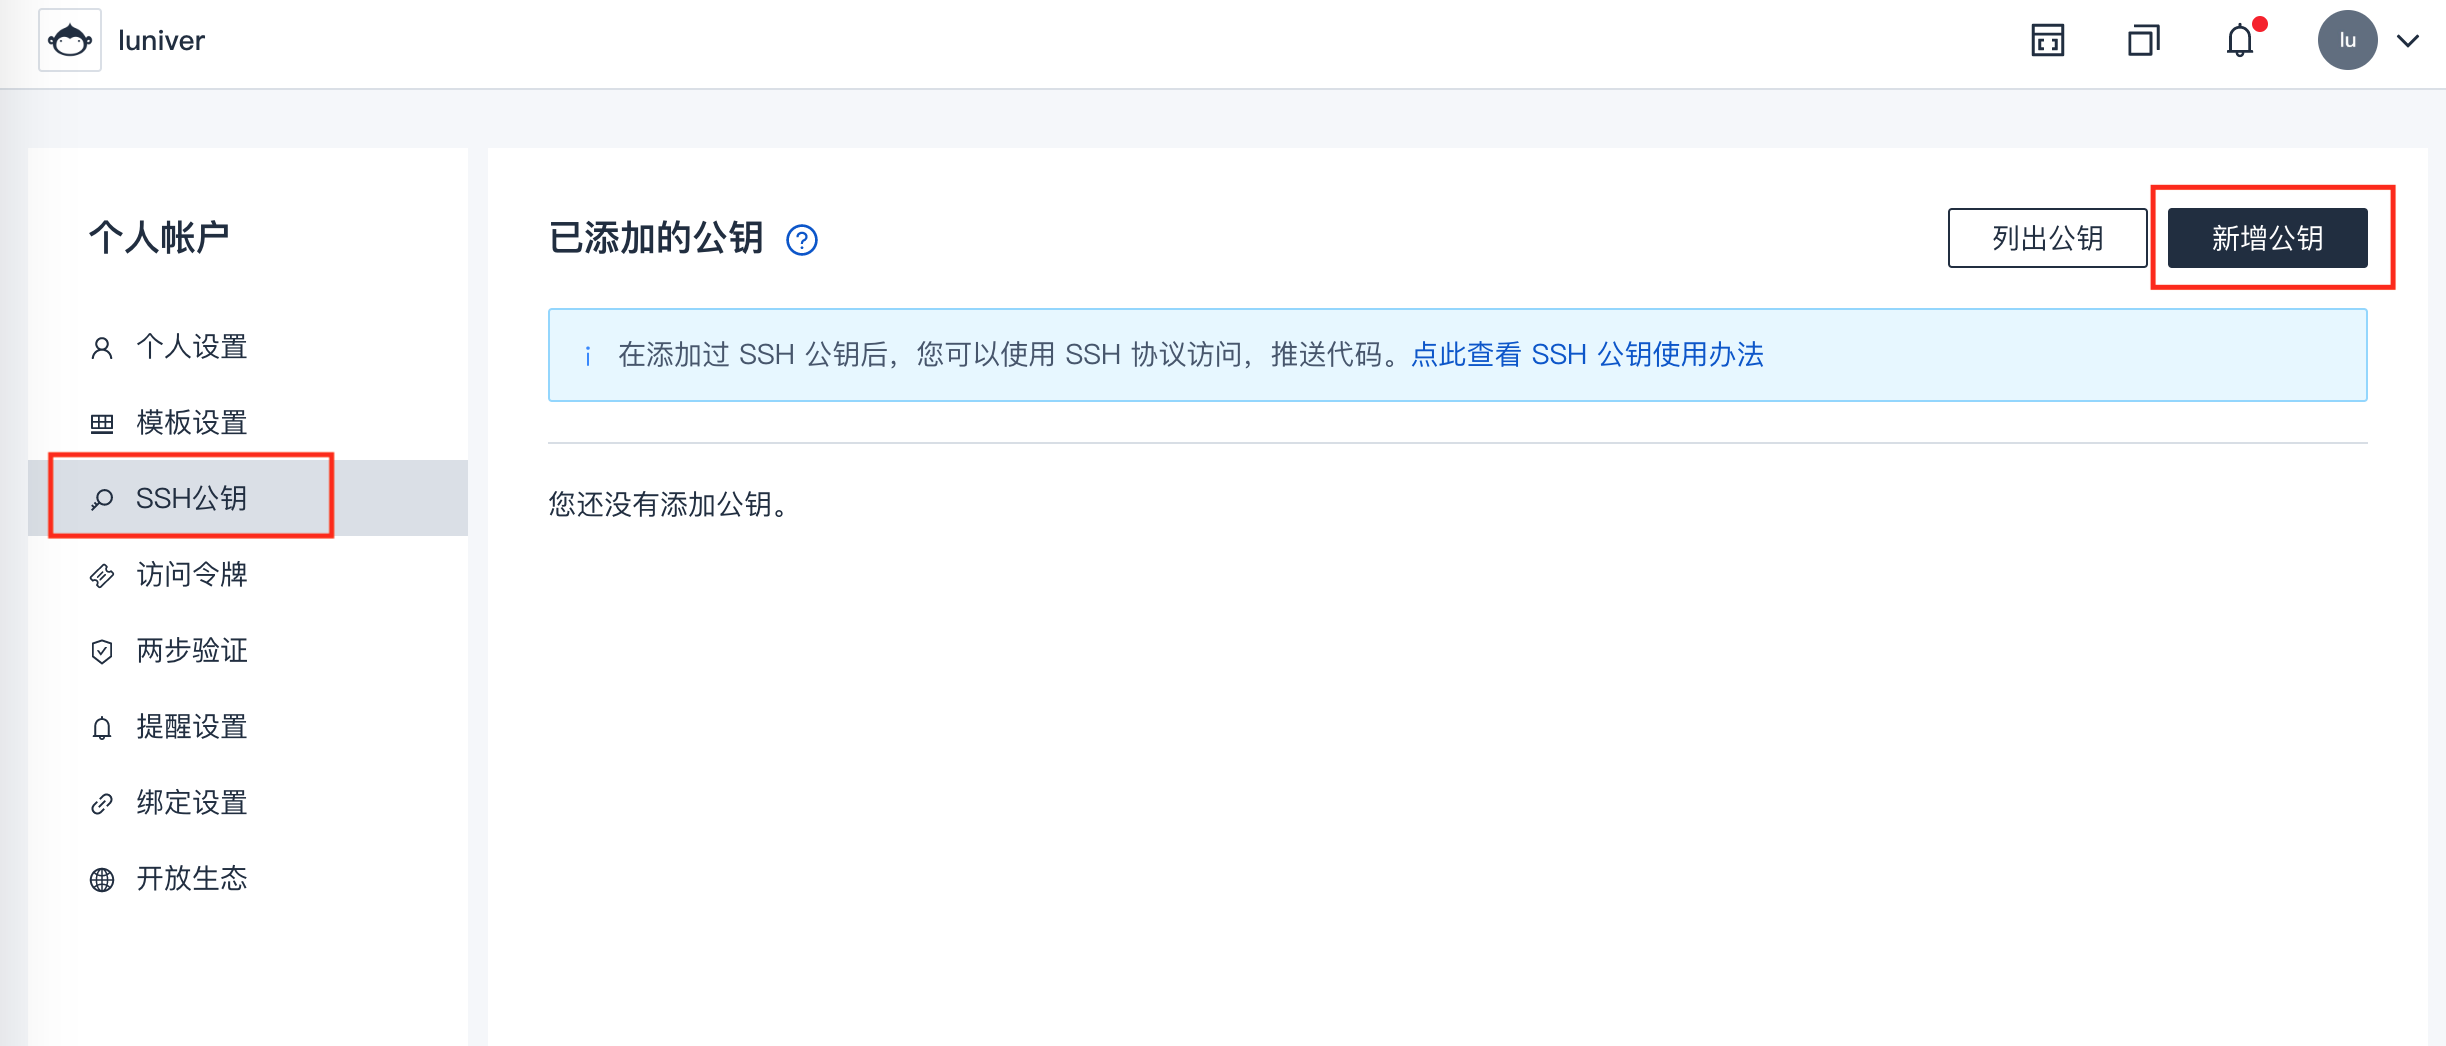 luniver
lu
个人帐户
个人设置
模板设置
SSH公钥
访问令牌
两步验证
提醒设置
绑定设置
开放生态
已添加的公钥 ?
列出公钥
新增公钥
i 在添加过 SSH 公钥后，您可以使用 SSH 协议访问，推送代码。点此查看 SSH 公钥使用办法
您还没有添加公钥。